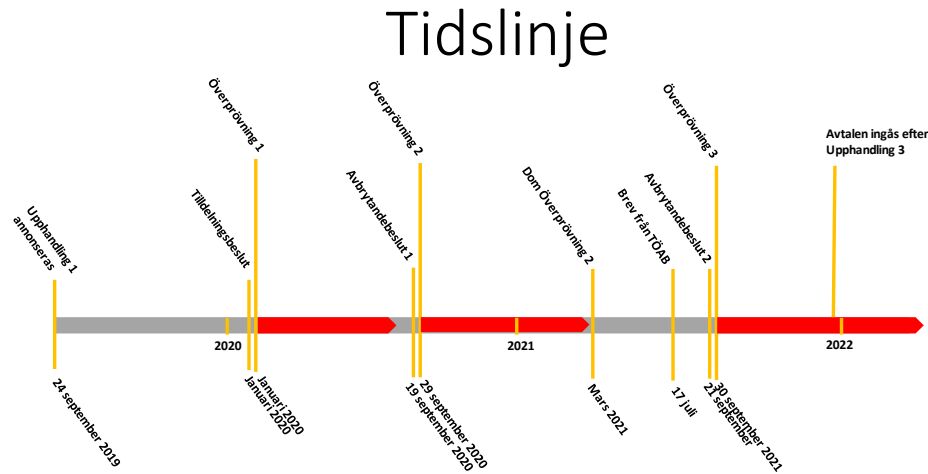 Tidslinje
Upphandling 1
annonseras
Tilldelningsbeslut
Överprövning 1
Avbrytandebeslut 1
Överprövning 2
Dom Överprövning 2
Brev från TÖAB
Avbrytandebeslut 2
Överprövning 3
Avtalen ingås efter
Upphandling 3
2020
2021
2022
24 september 2019
Januari 2020
Januari 2020
19 september 2020
29 september 2020
Mars 2021
17 juli
21 september
30 september 2021